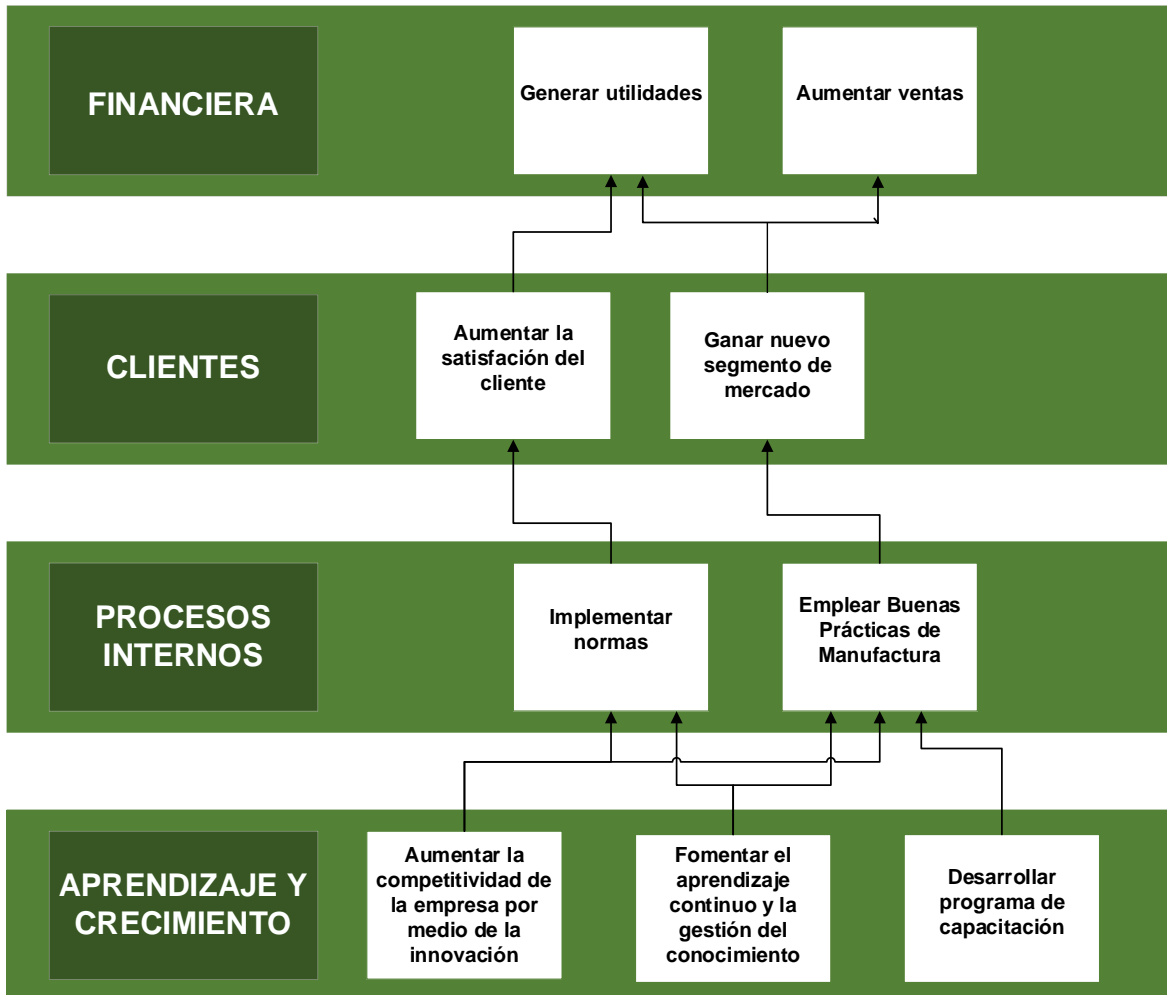 FINANCIERA
Generar utilidades
Aumentar ventas
CLIENTES
Aumentar la
satisfación del
cliente
Ganar nuevo
segmento de
mercado
PROCESOS
INTERNOS
Implementar
normas
Emplear Buenas
Prácticas de
Manufactura
APRENDIZAJE Y
CRECIMIENTO
Aumentar la
competitividad de
la empresa por
medio de la
innovación
Fomentar el
aprendizaje
continuo y la
gestión del
conocimiento
Desarrollar
programa de
capacitación